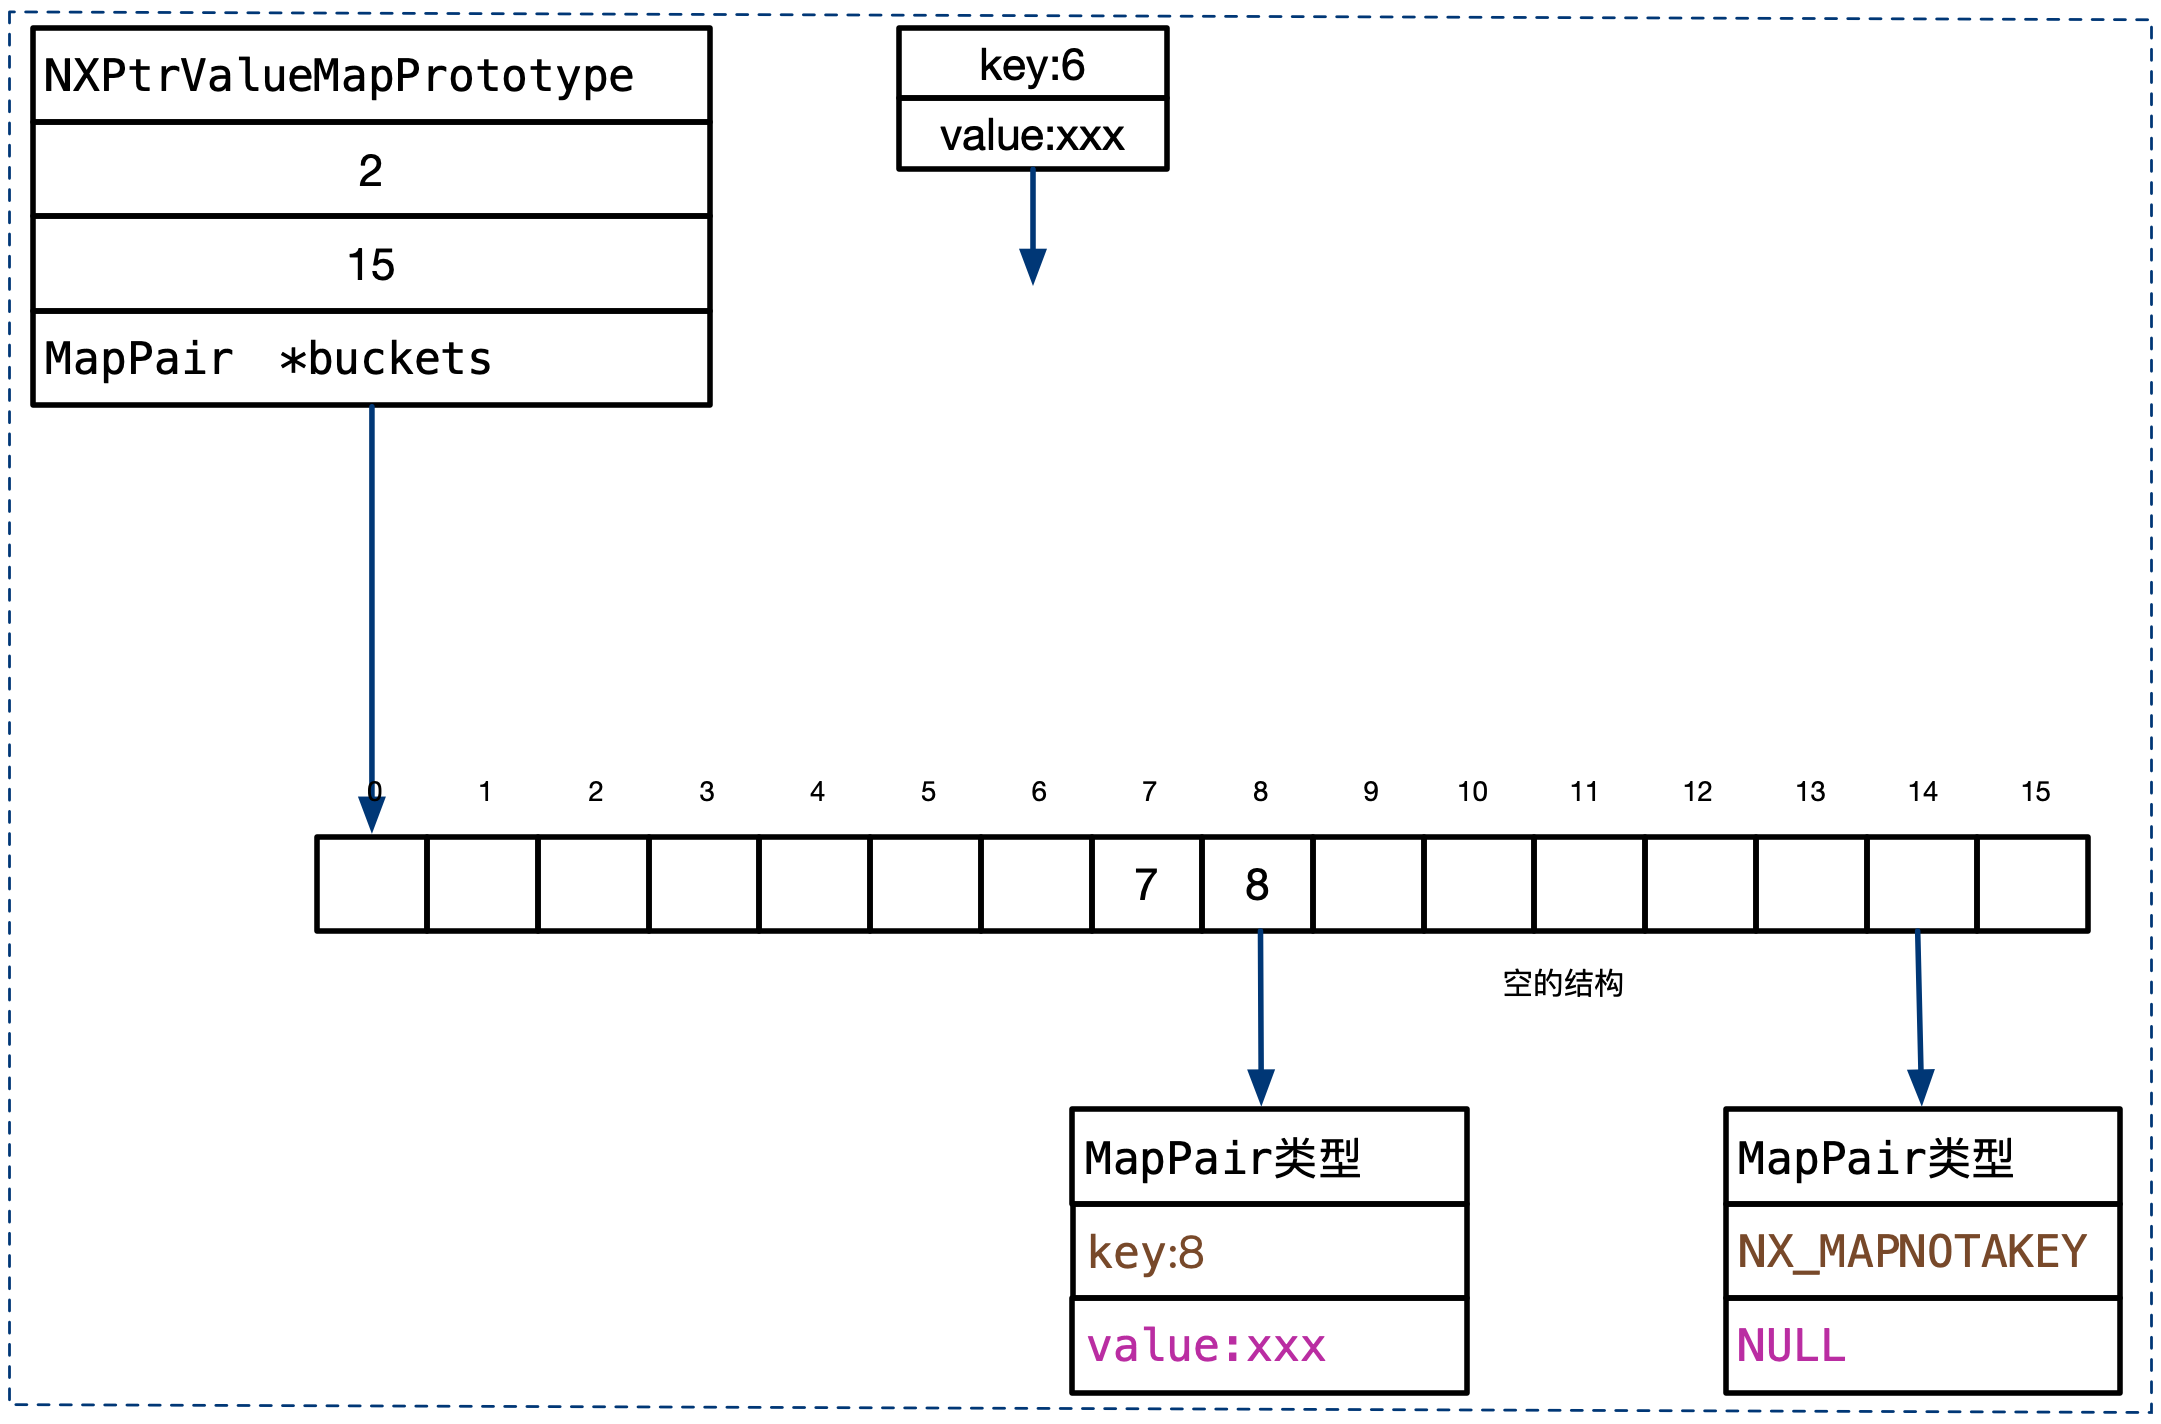 NXPtrValueMapPrototype
2
15
MapPair *buckets
key:6
value:xxx
0 1 2 3 4 5 6 7 8 9 10 11 12 13 14 15
7 8
空的结构
MapPair类型
key:8
value:xxx
MapPair类型
NX_MAPNOTAKEY
NULL